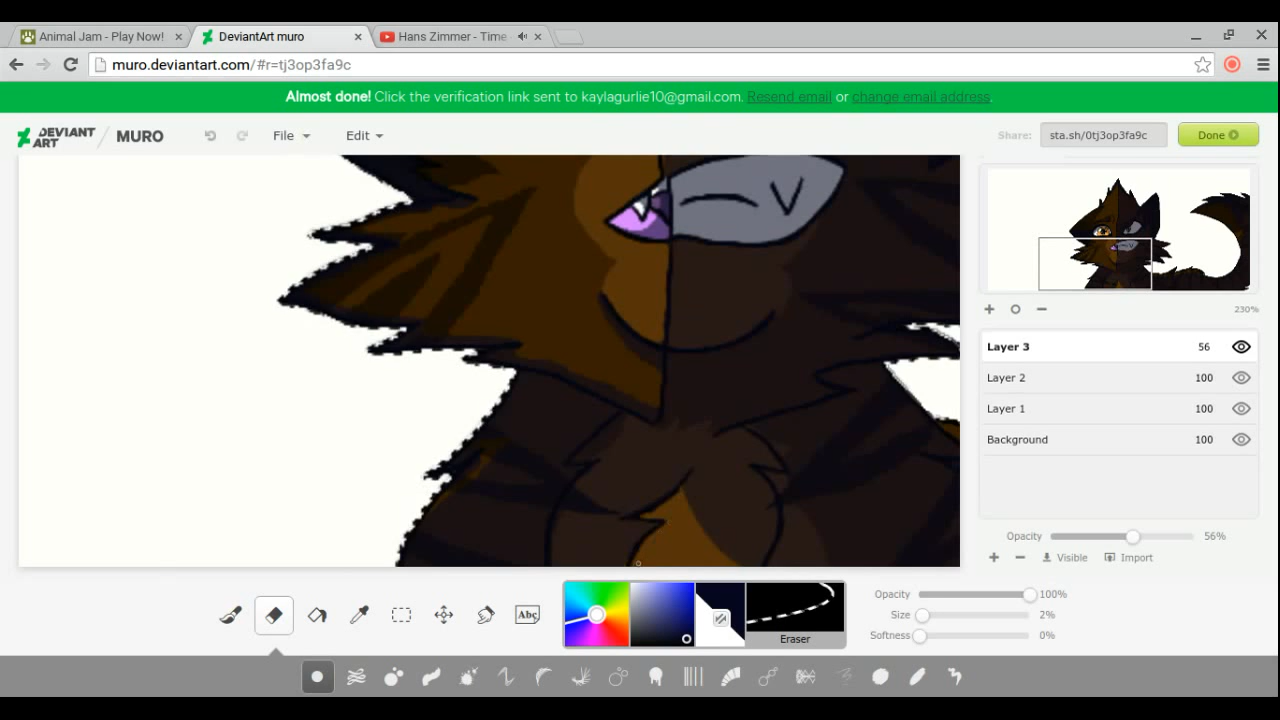 Animal Jam - Play Now!
DeviantArt muro
Hans Zimmer - Time
muro.deviantart.com/#r=tj3op3fa9c
Almost done! Click the verification link sent to kaylagurlie10@gmail.com. Resend email or change email address.
DEVIANT ART / MURO
File
Edit
Share:
sta.sh/0tj3op3fa9c
Done
230%
Layer 3 56
Layer 2 100
Layer 1 100
Background 100
Opacity 56%
Visible
Import
Abc
Eraser
Opacity 100%
Size 2%
Softness 0%